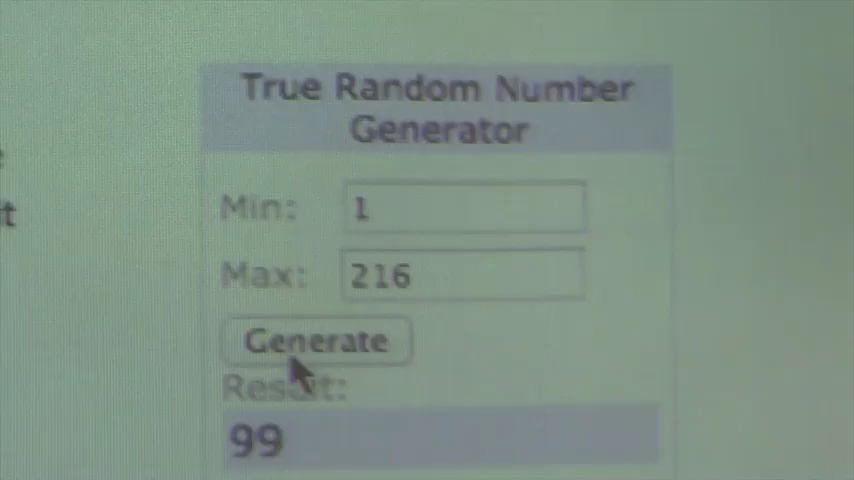 True Random Number
Generator
Min: 1
Max: 216
Generate
Result:
99